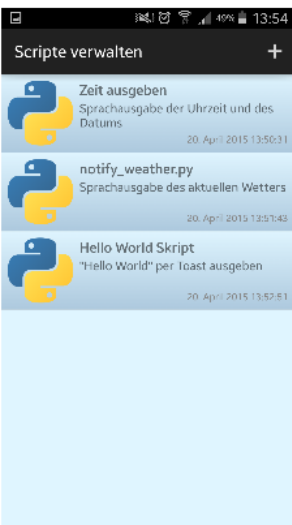 49% 13:54
Scripte verwalten +
Zeit ausgeben
Sprachausgabe der Uhrzeit und des
Datums
20. April 2015 13:50:31
notify_weather.py
Sprachausgabe des aktuellen Wetters
20. April 2015 13:51:43
Hello World Skript
"Hello World" per Toast ausgeben
20. April 2015 13:52:51